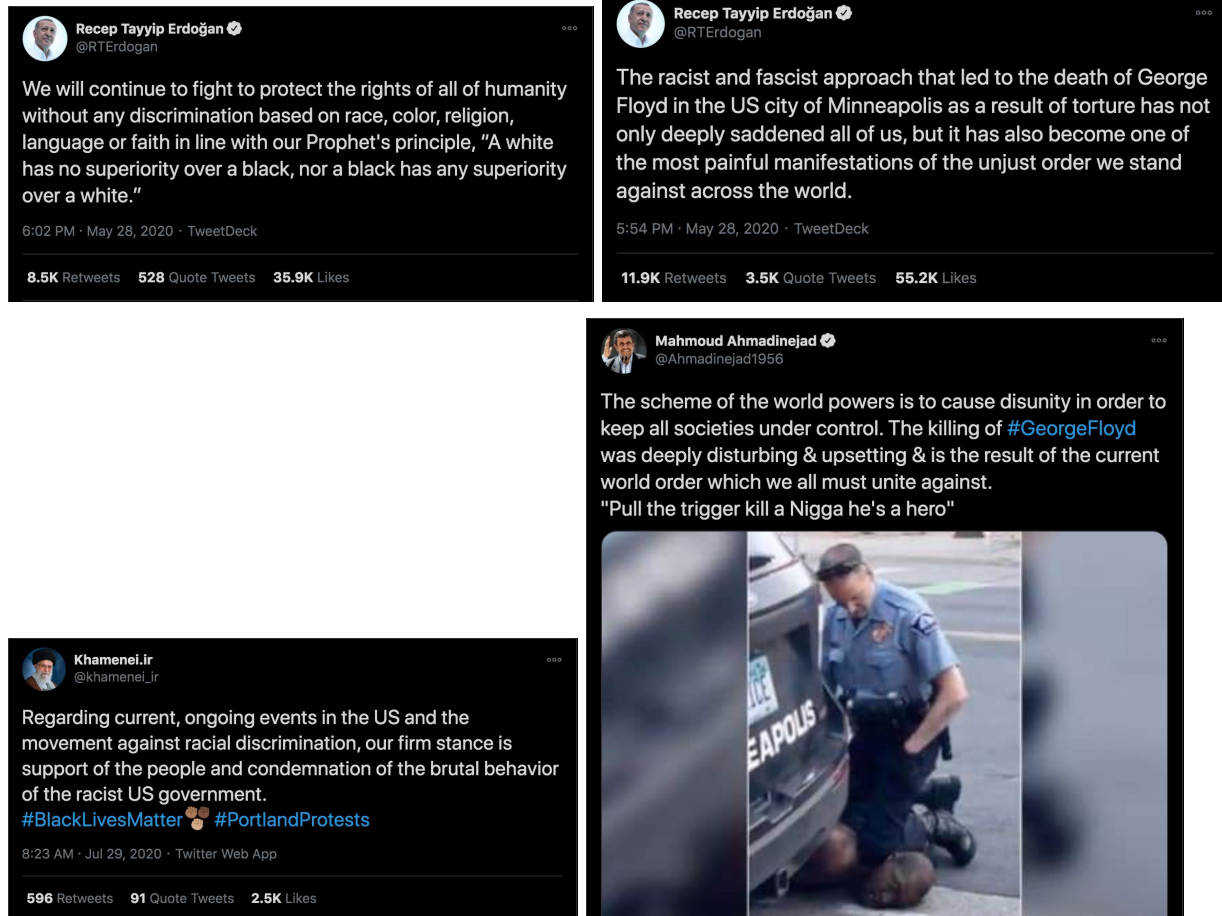 Recep Tayyip Erdoğan
@RTErdogan
We will continue to fight to protect the rights of all of humanity
without any discrimination based on race, color, religion,
language or faith in line with our Prophet's principle, “A white
has no superiority over a black, nor a black has any superiority
over a white.”
6:02 PM · May 28, 2020 · TweetDeck
8.5K Retweets 528 Quote Tweets 35.9K Likes
Recep Tayyip Erdoğan
@RTErdogan
The racist and fascist approach that led to the death of George
Floyd in the US city of Minneapolis as a result of torture has not
only deeply saddened all of us, but it has also become one of
the most painful manifestations of the unjust order we stand
against across the world.
5:54 PM · May 28, 2020 · TweetDeck
11.9K Retweets 3.5K Quote Tweets 55.2K Likes
Mahmoud Ahmadinejad
@Ahmadinejad1956
The scheme of the world powers is to cause disunity in order to
keep all societies under control. The killing of #GeorgeFloyd
was deeply disturbing & upsetting & is the result of the current
world order which we all must unite against.
"Pull the trigger kill a Nigga he's a hero"
ICE
EAPOLIS
Khamenei.ir
@khamenei_ir
Regarding current, ongoing events in the US and the
movement against racial discrimination, our firm stance is
support of the people and condemnation of the brutal behavior
of the racist US government.
#BlackLivesMatter✊🏽✊🏿✊🏼 #PortlandProtests
8:23 AM · Jul 29, 2020 · Twitter Web App
596 Retweets 91 Quote Tweets 2.5K Likes